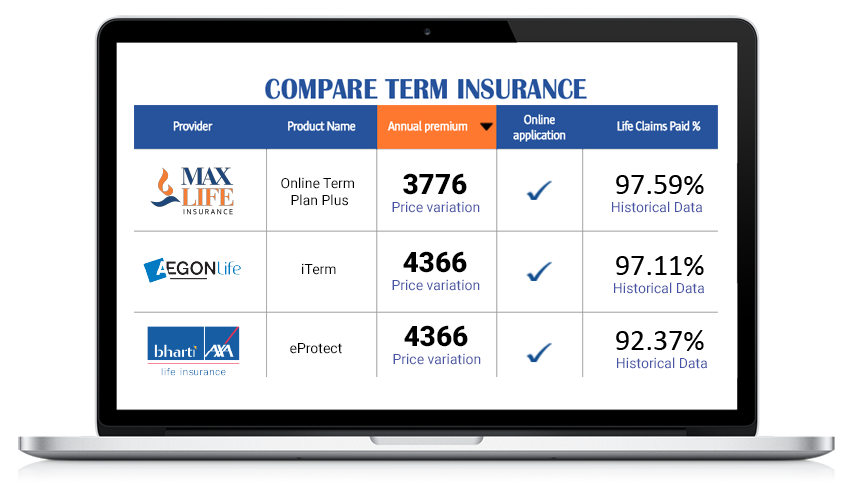 COMPARE TERM INSURANCE
Provider
Product Name
Annual premium
Online
application
Life Claims Paid %
MAX
LIFE
INSURANCE
Online Term
Plan Plus
3776
Price variation
97.59%
Historical Data
AEGONLife
iTerm
4366
Price variation
97.11%
Historical Data
bharti AXA
life insurance
eProtect
4366
Price variation
92.37%
Historical Data